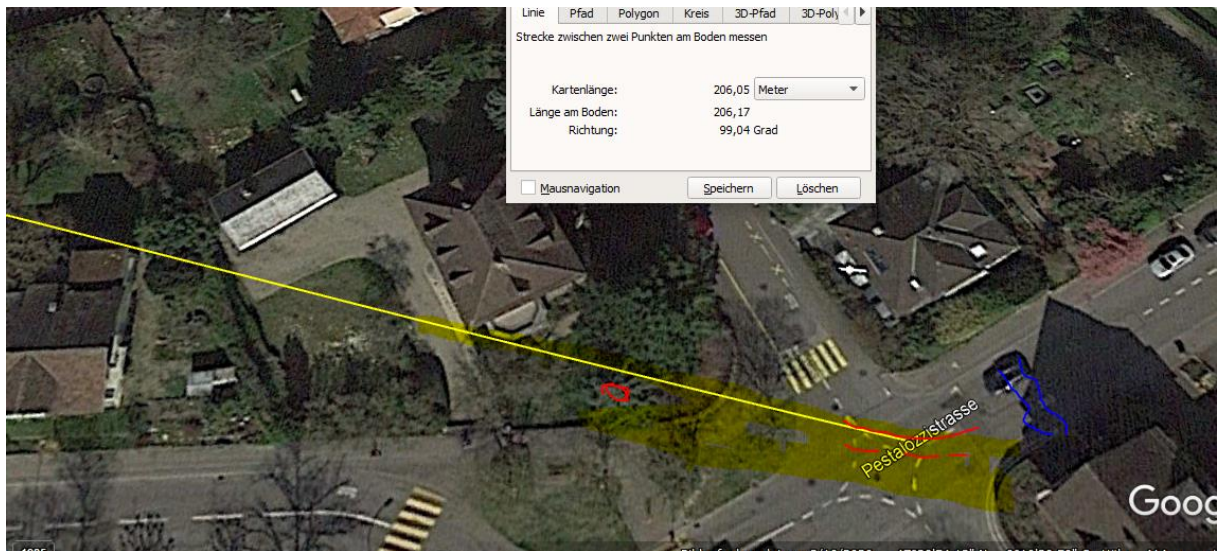 Linie Pfad Polygon Kreis 3D-Pfad 3D-Poly
Strecke zwischen zwei Punkten am Boden messen
Kartenlänge: 206,05 Meter
Länge am Boden: 206,17
Richtung: 99,04 Grad
Mausnavigation Speichern Löschen
Pestalozzistrasse
Goog